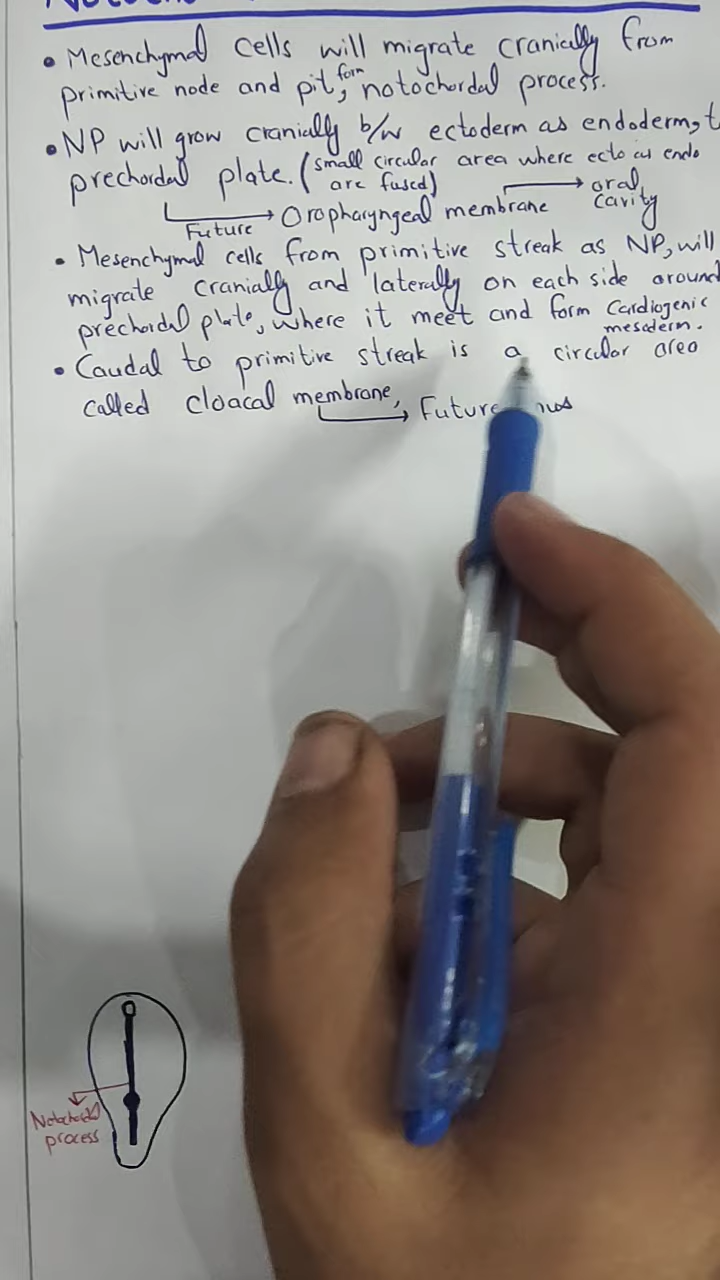 • Mesenchymal cells will migrate cranially from
primitive node and pit, form notochordal process.
• NP will grow cranially b/w ectoderm as endoderm, t
prechordal plate. (small circular area where ecto as endo
are fused)
Future Oropharyngeal membrane oral
cavity
• Mesenchymal cells from primitive streak as NP, will
migrate cranially and laterally on each side around
prechordal plate, where it meet and form Cardiogenic
mesoderm.
• Caudal to primitive streak is a circular area
called cloacal membrane,
Future
Notochordal
process